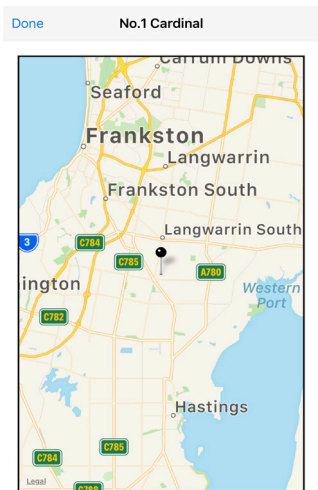 Done
No.1 Cardinal
Carrum Downs
Seaford
Frankston
Langwarrin
Frankston South
Langwarrin South
3
C784
C785
A780
ington
Western
Port
C782
Hastings
C785
C784
Legal
C788